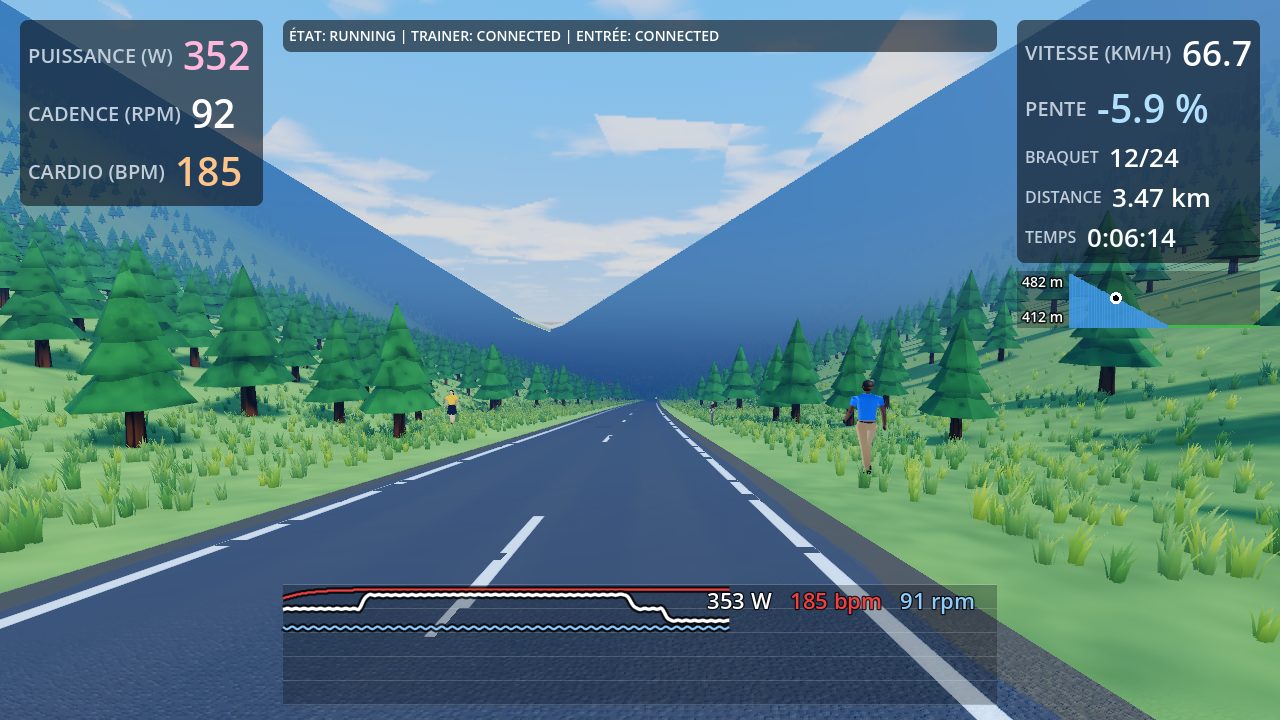 PUISSANCE (W) 352
CADENCE (RPM) 92
CARDIO (BPM) 185
ÉTAT: RUNNING | TRAINER: CONNECTED | ENTRÉE: CONNECTED
VITESSE (KM/H) 66.7
PENTE -5.9 %
BRAQUET 12/24
DISTANCE 3.47 km
TEMPS 0:06:14
482 m
412 m
353 W 185 bpm 91 rpm